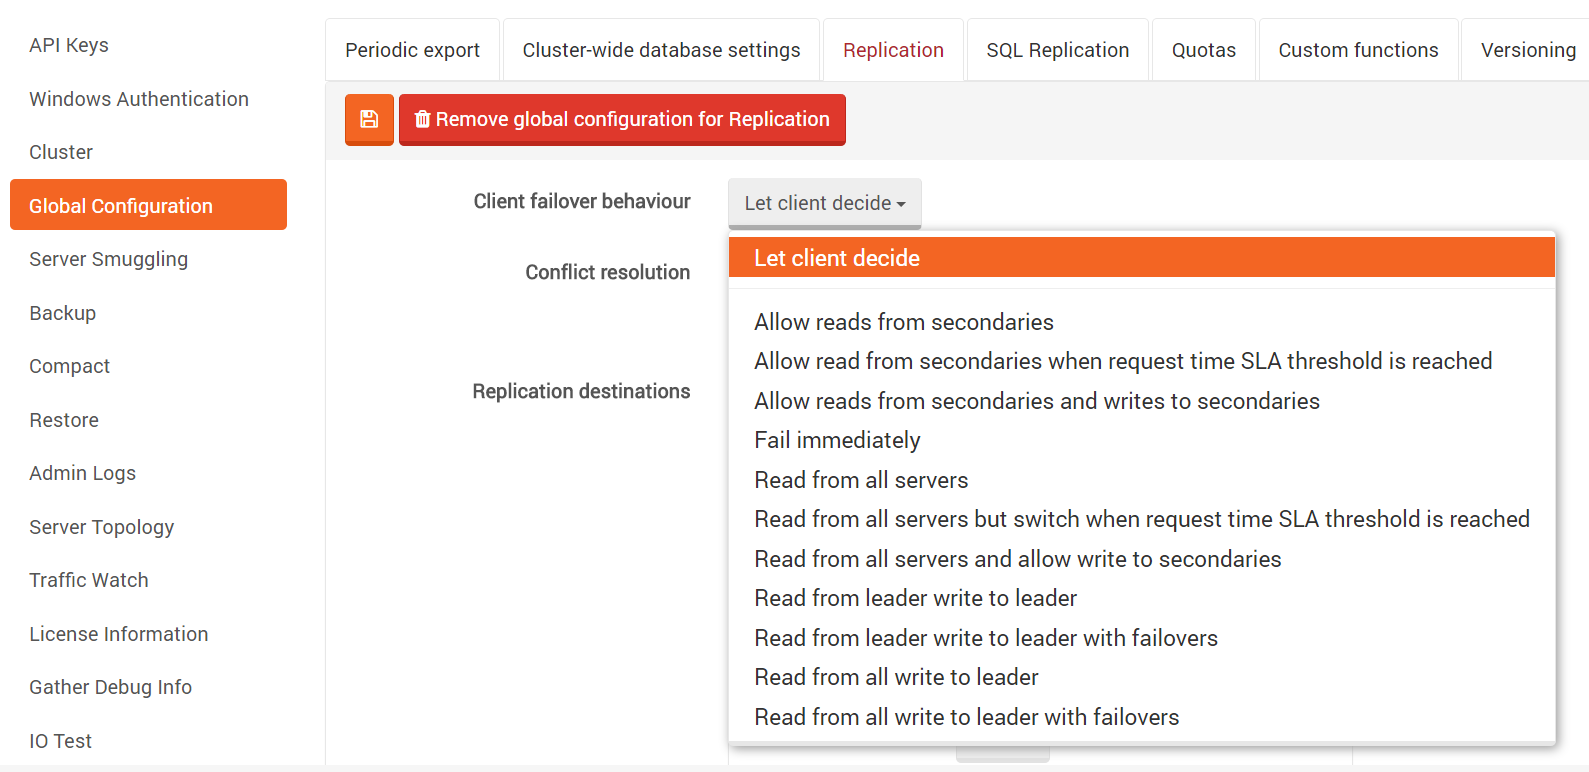 API Keys
Windows Authentication
Cluster
Global Configuration
Server Smuggling
Backup
Compact
Restore
Admin Logs
Server Topology
Traffic Watch
License Information
Gather Debug Info
IO Test
Periodic export
Cluster-wide database settings
Replication
SQL Replication
Quotas
Custom functions
Versioning
Remove global configuration for Replication
Client failover behaviour
Let client decide
Conflict resolution
Replication destinations
Let client decide
Allow reads from secondaries
Allow read from secondaries when request time SLA threshold is reached
Allow reads from secondaries and writes to secondaries
Fail immediately
Read from all servers
Read from all servers but switch when request time SLA threshold is reached
Read from all servers and allow write to secondaries
Read from leader write to leader
Read from leader write to leader with failovers
Read from all write to leader
Read from all write to leader with failovers